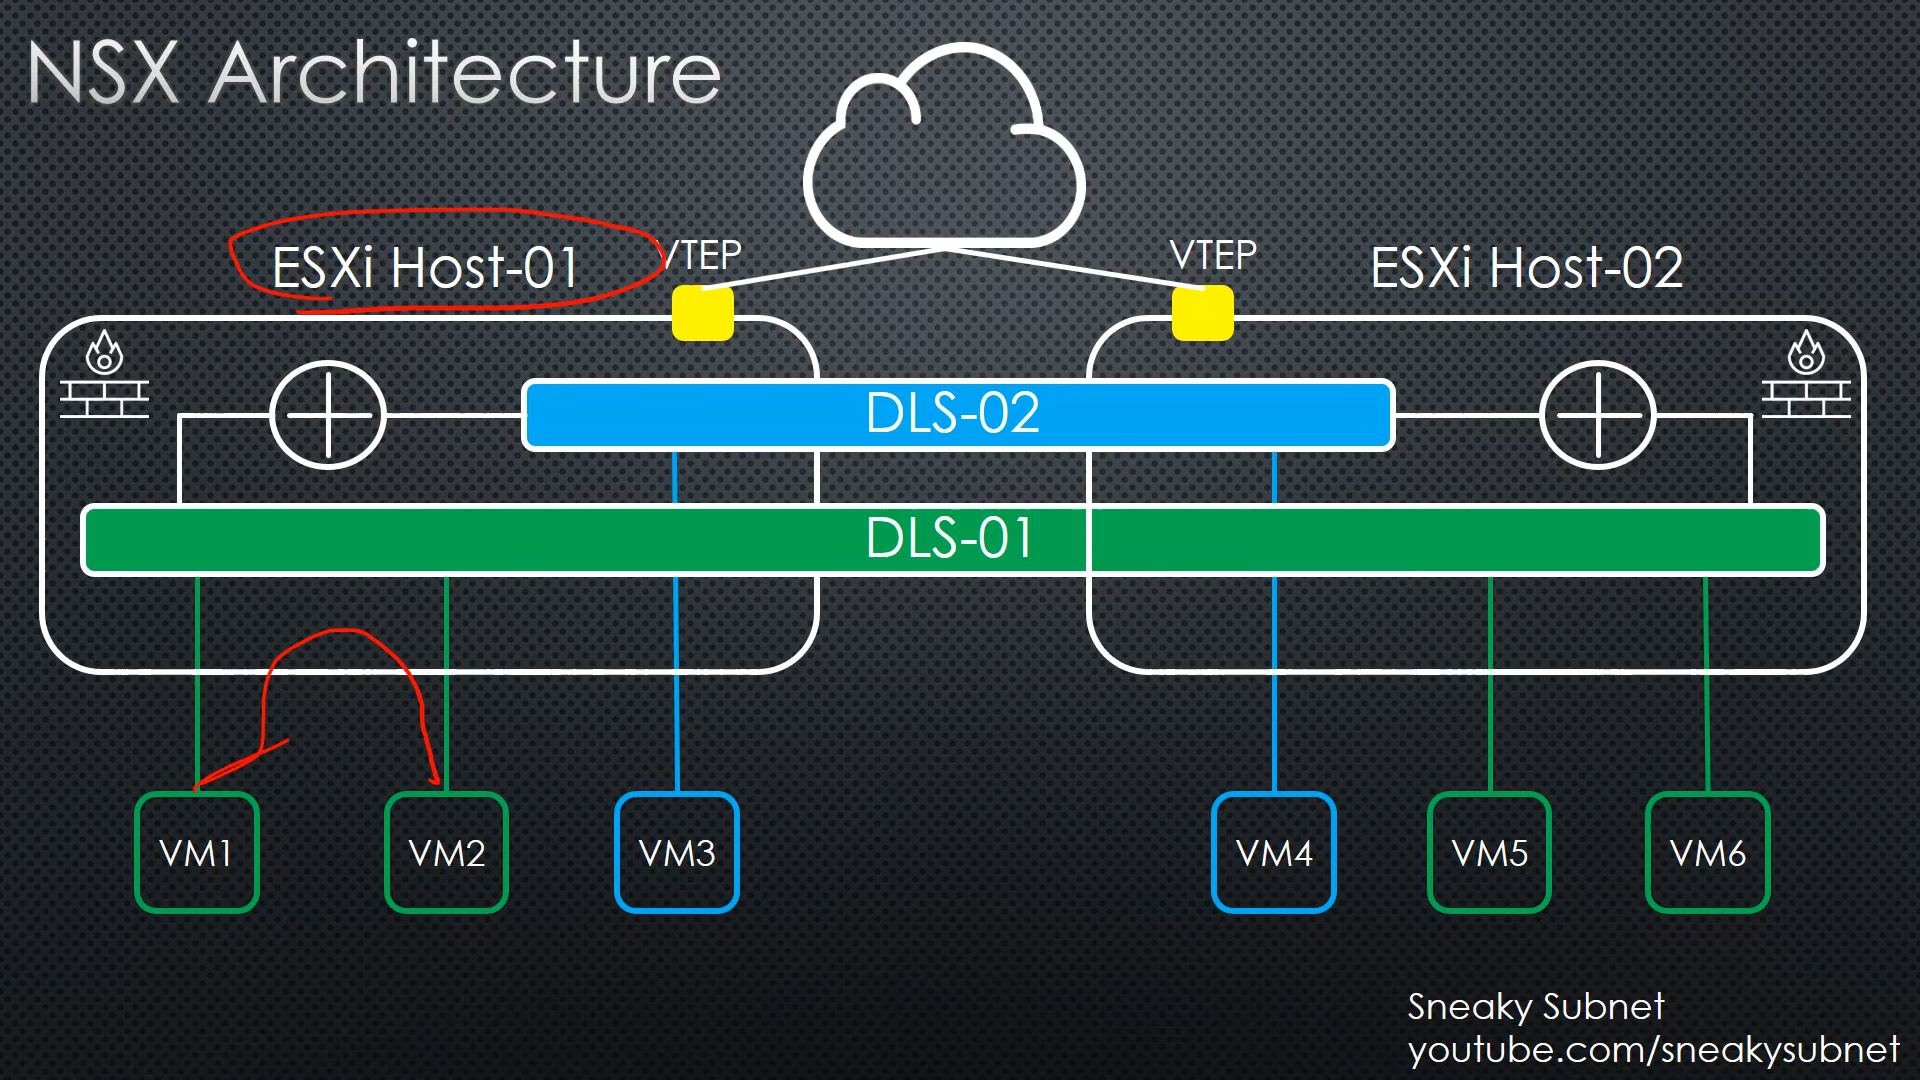 NSX Architecture
ESXi Host-01
VTEP
VTEP
ESXi Host-02
DLS-02
DLS-01
VM1
VM2
VM3
VM4
VM5
VM6
Sneaky Subnet
youtube.com/sneakysubnet